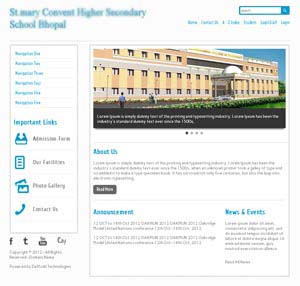 St.mary Convent Higher Secondary
School Bhopal
search
Home Contact Us A-Z Index Student Login/Staff Login
Navigation One
Navigation Two
Navigation Three
Navigation Four
Navigation Five
Navigation Six
Important Links
Admission Form
Our Facilities
Photo Gallery
Contact Us
Lorem Ipsum is simply dummy text of the printing and typesetting industry. Lorem Ipsum has been the
industry's standard dummy text ever since the 1500s,
About Us
Lorem Ipsum is simply dummy text of the printing and typesetting industry. Lorem Ipsum has been the
industry's standard dummy text ever since the 1500s, when an unknown printer took a galley of type and
scrambled it to make a type specimen book. It has survived not only five centuries, but also the leap into
electronic typesetting.
Read More
Announcement
12 OCT to 14th OCT 2012 OAKMUN 2012 OAKMUN 2012 Oakridge
Model United Nations conference 12th Oct - 14th Oct 2012.
12 OCT to 14th OCT 2012 OAKMUN 2012 OAKMUN 2012 Oakridge
Model United Nations conference 12th Oct - 14th Oct 2012.
News & Events
Lorem ipsum dolor sit amet,
consectetur adipiscing elit, sed
do eiusmod tempor incididunt ut
labore et dolore magna aliqua. Ut
enim ad minim veniam, quis
nostrud exercitation ullamco
Read All News
Copyright © 2012 - All Rights
Reserved - Domain Name
Powered by Daffodil Technologies